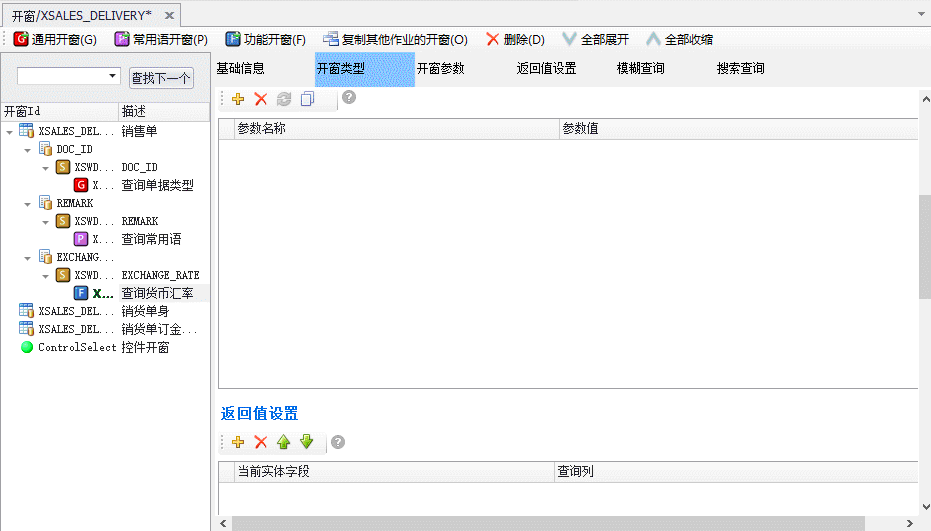 开窗/XSALES_DELIVERY*
通用开窗(G) 常用语开窗(P) 功能开窗(F) 复制其他作业的开窗(O) 删除(D) 全部展开 全部收缩
查找下一个
基础信息 开窗类型 开窗参数 返回值设置 模糊查询 搜索查询
开窗Id 描述
XSALES_DEL... 销售单
DOC_ID
XSWD... DOC_ID
X... 查询单据类型
REMARK
XSWD... REMARK
X... 查询常用语
EXCHANG...
XSWD... EXCHANGE_RATE
X... 查询货币汇率
XSALES_DEL... 销货单身
XSALES_DEL... 销货单订金...
ControlSelect 控件开窗
参数名称 参数值
返回值设置
当前实体字段 查询列